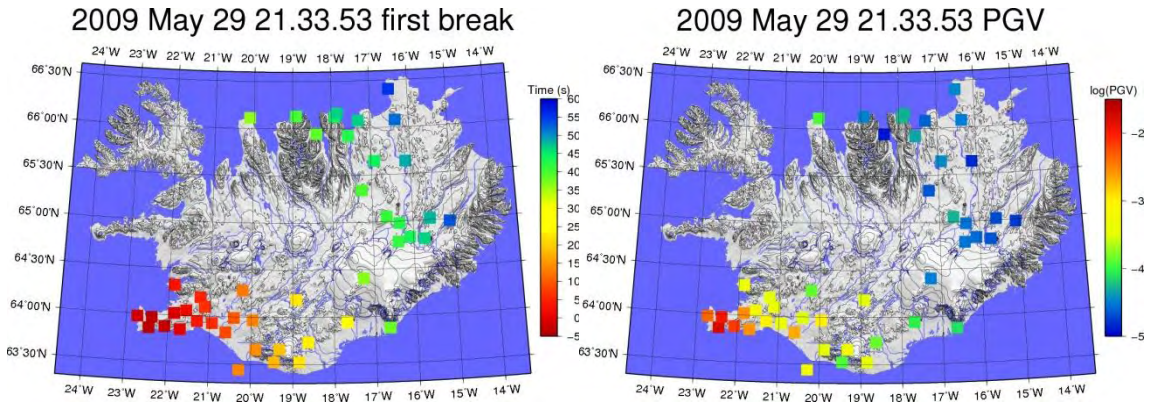 2009 May 29 21.33.53 first break
24˚W 23˚W 22˚W 21˚W 20˚W 19˚W 18˚W 17˚W 16˚W 15˚W 14˚W
66˚30'N
66˚00'N
65˚30'N
65˚00'N
64˚30'N
64˚00'N
63˚30'N
24˚W 23˚W 22˚W 21˚W 20˚W 19˚W 18˚W 17˚W 16˚W 15˚W 14˚W
Time (s)
60
55
50
45
40
35
30
25
20
15
10
5
0
-5
2009 May 29 21.33.53 PGV
24˚W 23˚W 22˚W 21˚W 20˚W 19˚W 18˚W 17˚W 16˚W 15˚W 14˚W
66˚30'N
66˚00'N
65˚30'N
65˚00'N
64˚30'N
64˚00'N
63˚30'N
24˚W 23˚W 22˚W 21˚W 20˚W 19˚W 18˚W 17˚W 16˚W 15˚W 14˚W
log(PGV)
-2
-3
-4
-5